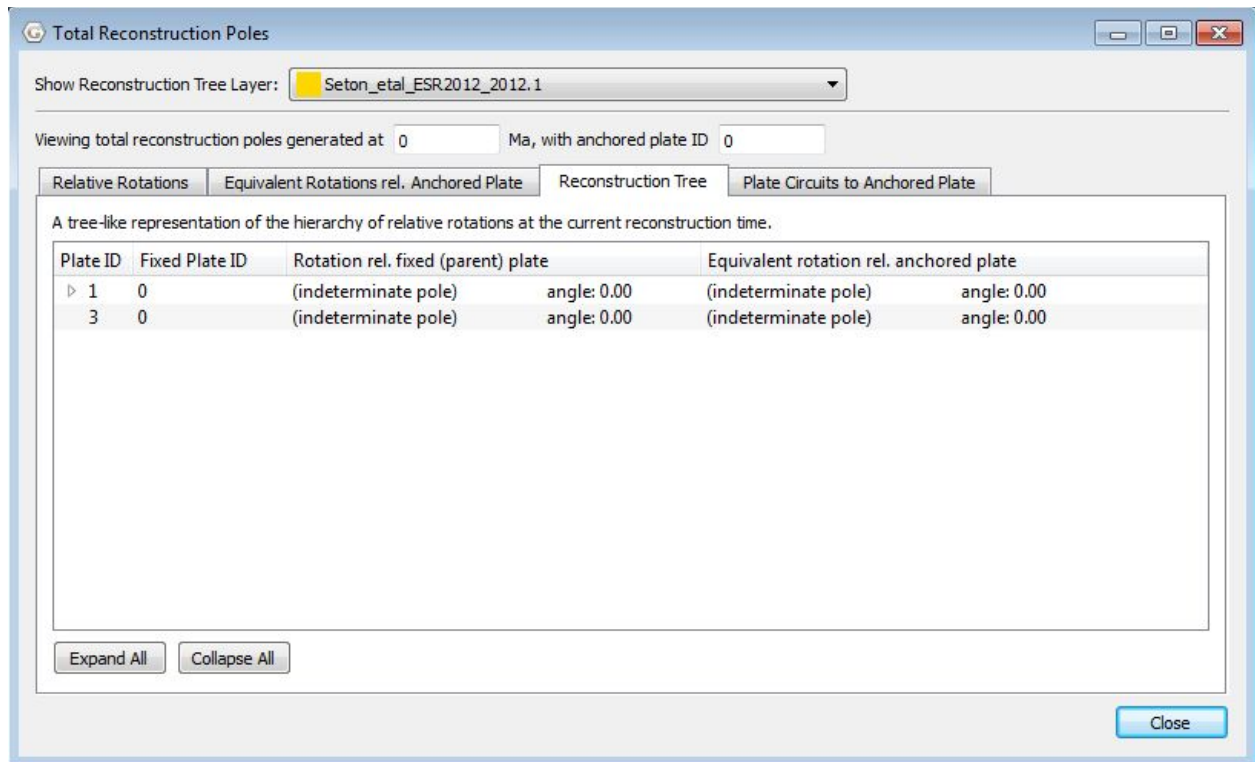 Total Reconstruction Poles
Show Reconstruction Tree Layer: Seton_etal_ESR2012_2012.1
Viewing total reconstruction poles generated at 0 Ma, with anchored plate ID 0
Relative Rotations Equivalent Rotations rel. Anchored Plate Reconstruction Tree Plate Circuits to Anchored Plate
A tree-like representation of the hierarchy of relative rotations at the current reconstruction time.
Plate ID Fixed Plate ID Rotation rel. fixed (parent) plate Equivalent rotation rel. anchored plate
1 0 (indeterminate pole) angle: 0.00 (indeterminate pole) angle: 0.00
3 0 (indeterminate pole) angle: 0.00 (indeterminate pole) angle: 0.00
Expand All Collapse All
Close